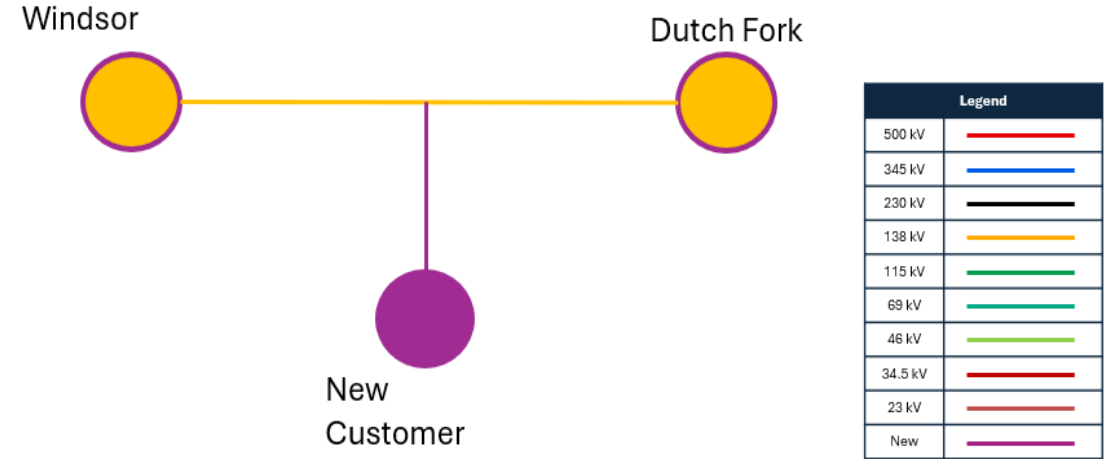 Windsor
Dutch Fork
New
Customer
Legend
500 kV
345 kV
230 kV
138 kV
115 kV
69 kV
46 kV
34.5 kV
23 kV
New